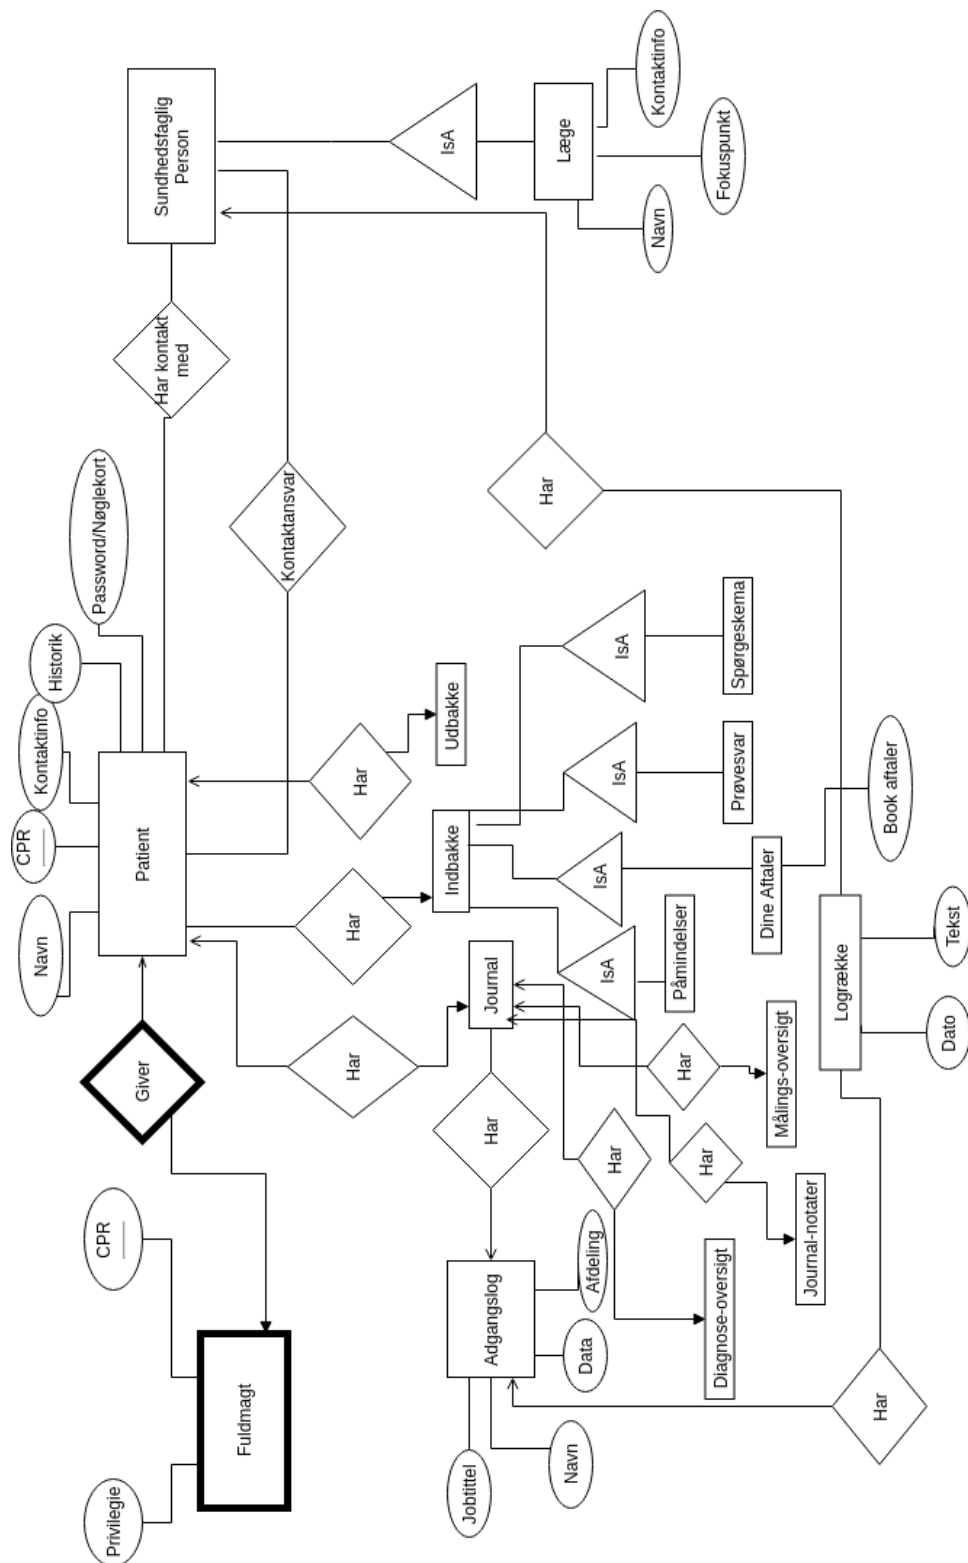 Privilegie
CPR
Fuldmagt
Giver
Navn
CPR
Kontaktinfo
Historik
Password/Nøglekort
Patient
Har kontakt
med
Sundhedsfaglig
Person
Kontaktansvar
IsA
Læge
Kontaktinfo
Fokuspunkt
Navn
Har
Har
Har
Har
Udbakke
Indbakke
Journal
Har
Adgangslog
Jobtittel
Navn
Data
Afdeling
IsA
IsA
IsA
IsA
Påmindelser
Dine Aftaler
Prøvesvar
Spørgeskema
Book aftaler
Har
Har
Har
Diagnose-oversigt
Journal-notater
Målings-oversigt
Har
Logrække
Dato
Tekst